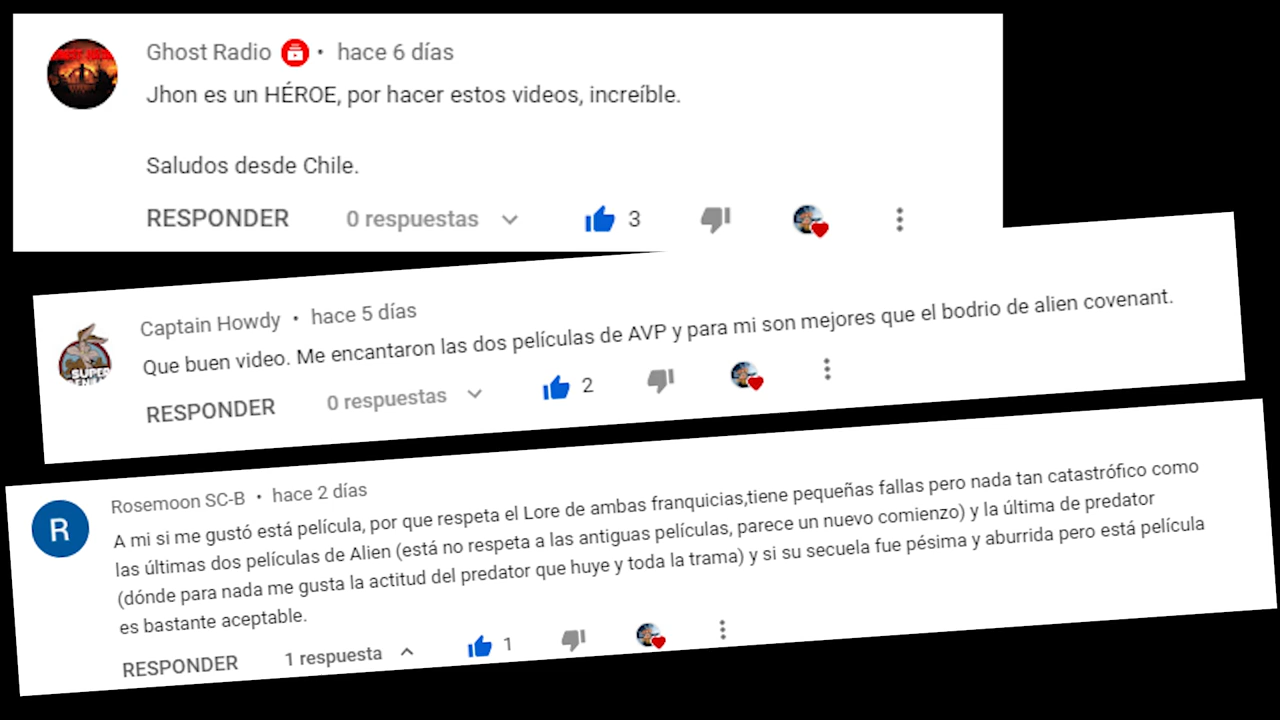 Ghost Radio • hace 6 días
Jhon es un HÉROE, por hacer estos videos, increíble.
Saludos desde Chile.
RESPONDER 0 respuestas 3
Captain Howdy • hace 5 días
Que buen video. Me encantaron las dos películas de AVP y para mi son mejores que el bodrio de alien covenant.
SUPER
RESPONDER 0 respuestas 2
Rosemoon SC-B • hace 2 días
R
A mi si me gustó está película, por que respeta el Lore de ambas franquicias,tiene pequeñas fallas pero nada tan catastrófico como
las últimas dos películas de Alien (está no respeta a las antiguas películas, parece un nuevo comienzo) y la última de predator
(dónde para nada me gusta la actitud del predator que huye y toda la trama) y si su secuela fue pésima y aburrida pero está película
es bastante aceptable.
RESPONDER 1 respuesta 1